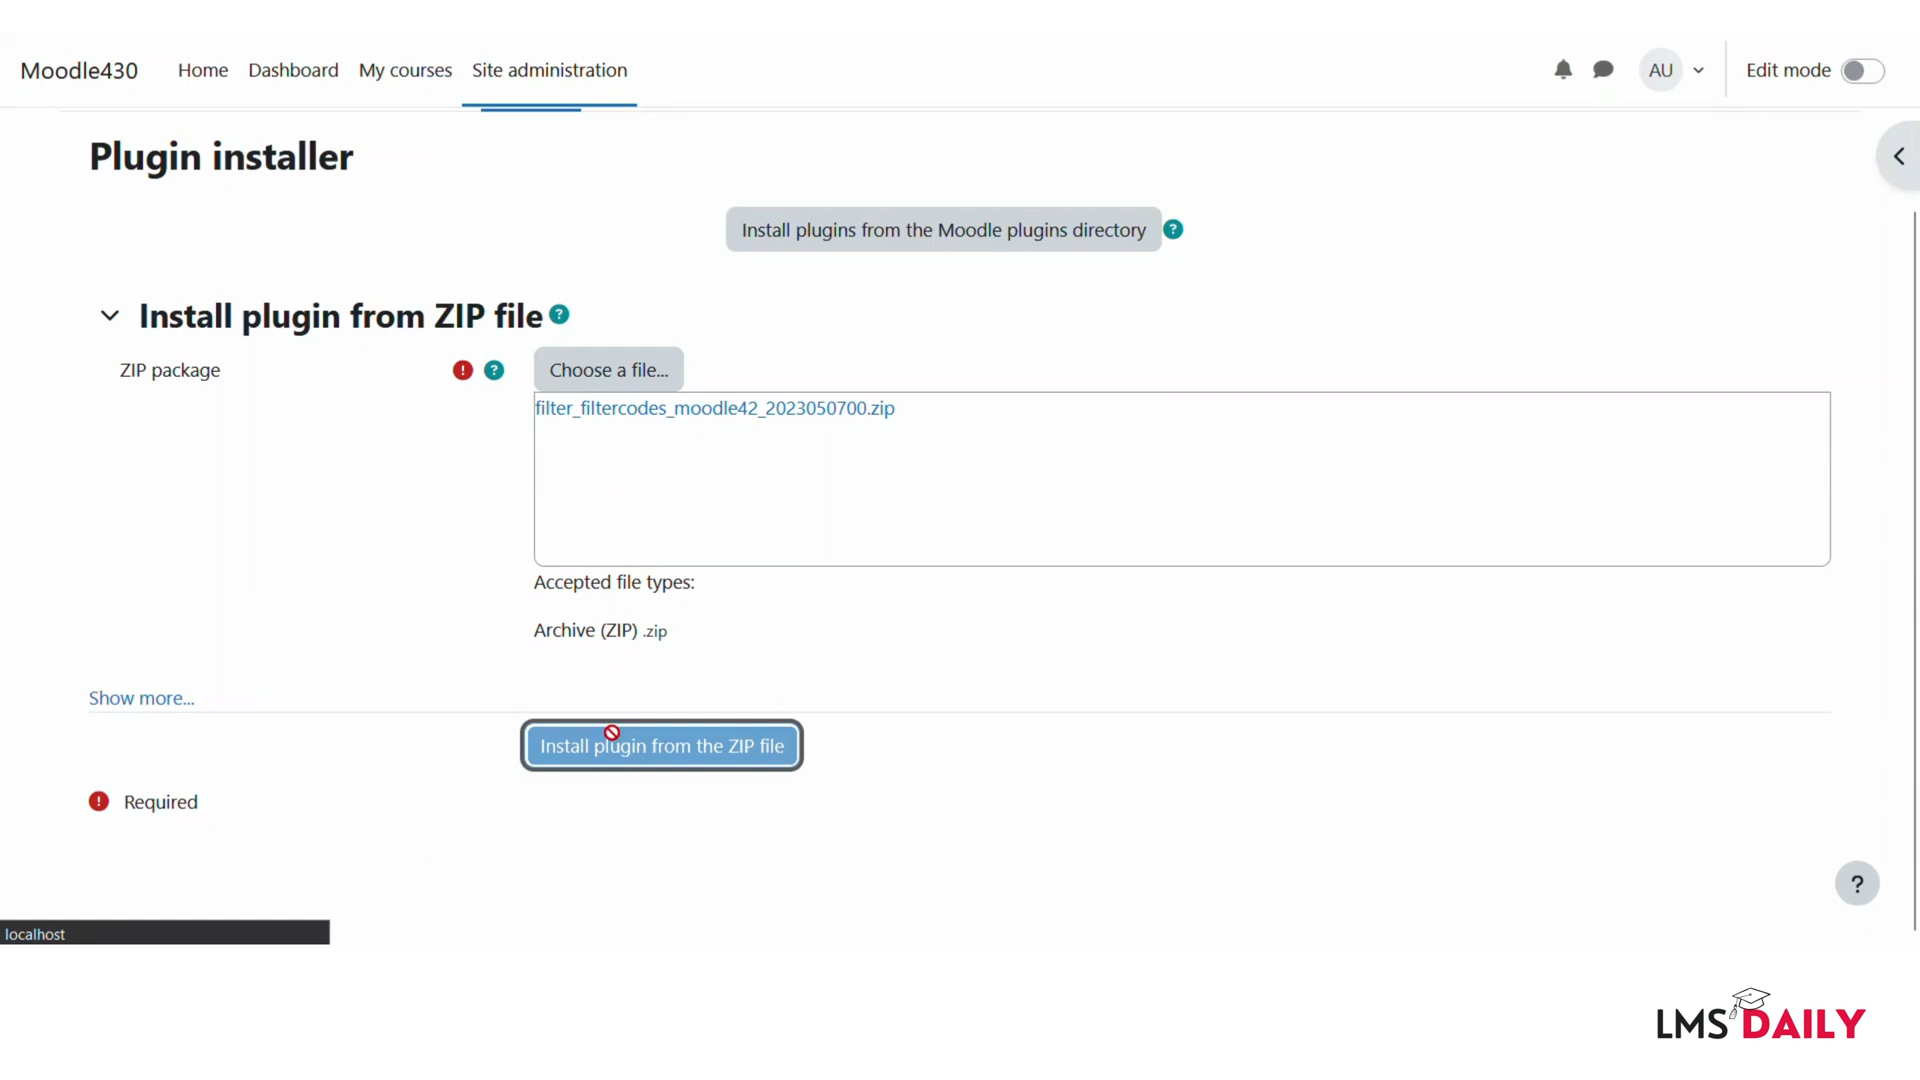 Moodle430 Home Dashboard My courses Site administration AU Edit mode
Plugin installer
Install plugins from the Moodle plugins directory ?
Install plugin from ZIP file ?
ZIP package ! ? Choose a file...
filter_filtercodes_moodle42_2023050700.zip
Accepted file types:
Archive (ZIP) .zip
Show more...
Install plugin from the ZIP file
! Required
?
localhost
LMS DAILY